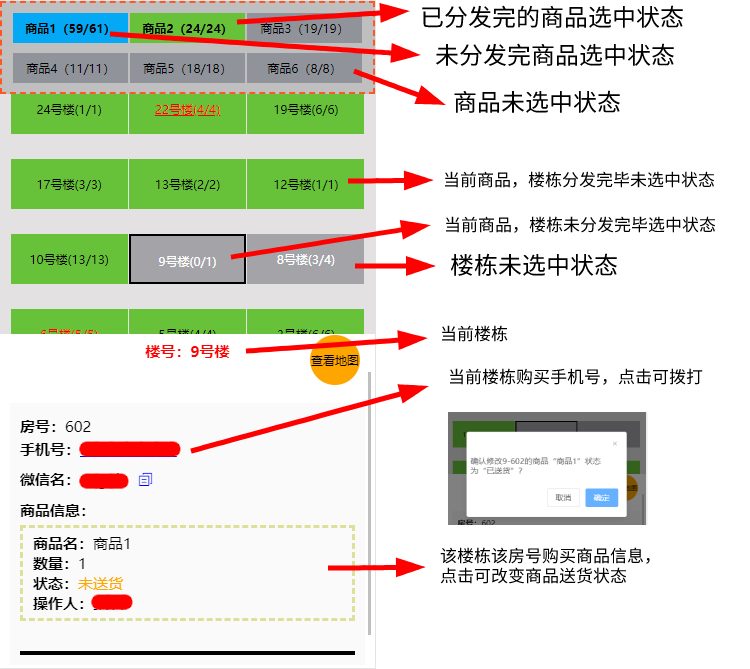 商品1（59/61） 商品2（24/24） 商品3（19/19） 已分发完的商品选中状态
未分发完商品选中状态
商品4（11/11） 商品5（18/18） 商品6（8/8） 商品未选中状态
24号楼(1/1) 22号楼(4/4) 19号楼(6/6)
17号楼(3/3) 13号楼(2/2) 12号楼(1/1) 当前商品，楼栋分发完毕未选中状态
当前商品，楼栋未分发完毕选中状态
10号楼(13/13) 9号楼(0/1) 8号楼(3/4) 楼栋未选中状态
6号楼(5/5) 5号楼(4/4) 2号楼(6/6)
楼号：9号楼 当前楼栋
查看地图
当前楼栋购买手机号，点击可拨打
房号：602
手机号：
微信名：
商品信息：
确认修改9-602的商品“商品1”状态
为“已送货”？
取消 确定
房号：602
商品名：商品1
数量：1
状态：未送货
操作人：
该楼栋该房号购买商品信息，
点击可改变商品送货状态